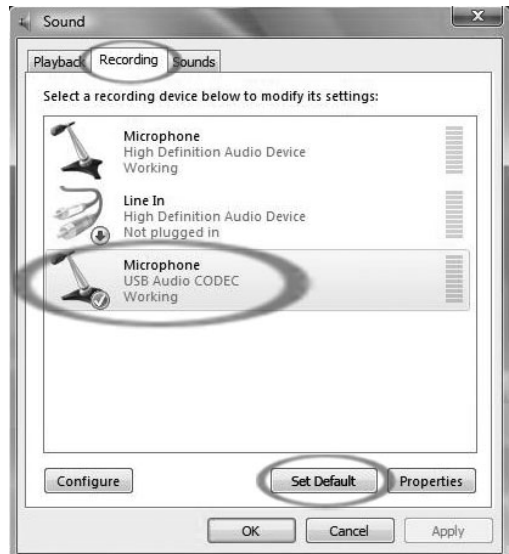 Sound
Playback Recording Sounds
Select a recording device below to modify its settings:
Microphone
High Definition Audio Device
Working
Line In
High Definition Audio Device
Not plugged in
Microphone
USB Audio CODEC
Working
Configure Set Default Properties
OK Cancel Apply